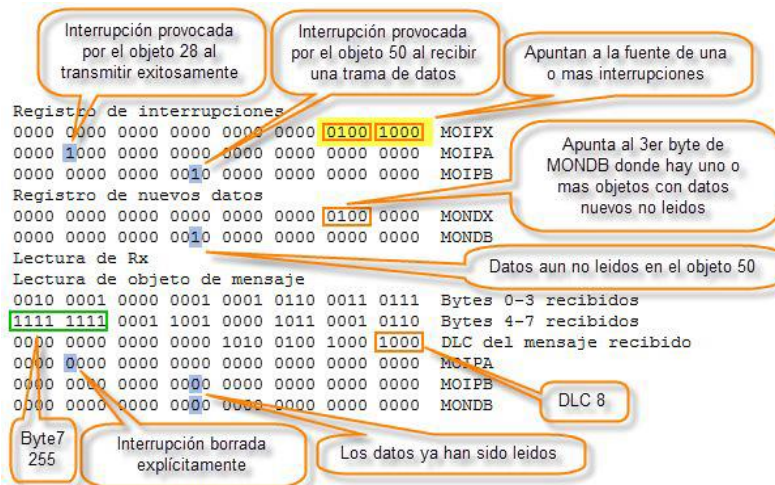 Interrupción provocada
por el objeto 28 al
transmitir exitosamente
Interrupción provocada
por el objeto 50 al recibir
una trama de datos
Apuntan a la fuente de una
o mas interrupciones
Registro de interrupciones
0000 0000 0000 0000 0000 0000 0100 1000 MOIPX
0000 1000 0000 0000 0000 0000 0000 0000 MOIPA
0000 0000 0000 0010 0000 0000 0000 0000 MOIPB
Apunta al 3er byte de
MONDB donde hay uno o
mas objetos con datos
nuevos no leidos
Registro de nuevos datos
0000 0000 0000 0000 0000 0000 0100 0000 MONDX
0000 0000 0000 0010 0000 0000 0000 0000 MONDB
Datos aun no leidos en el objeto 50
Lectura de Rx
Lectura de objeto de mensaje
0010 0001 0000 0001 0001 0110 0011 0111 Bytes 0-3 recibidos
1111 1111 0001 1001 0000 1011 0001 0110 Bytes 4-7 recibidos
0000 0000 0000 0000 1010 0100 1000 1000 DLC del mensaje recibido
0000 0000 0000 0000 0000 0000 0000 0000 MOIPA
0000 0000 0000 0000 0000 0000 0000 0000 MOIPB
0000 0000 0000 0000 0000 0000 0000 0000 MONDB
DLC 8
Byte7
255
Interrupción borrada
explícitamente
Los datos ya han sido leidos